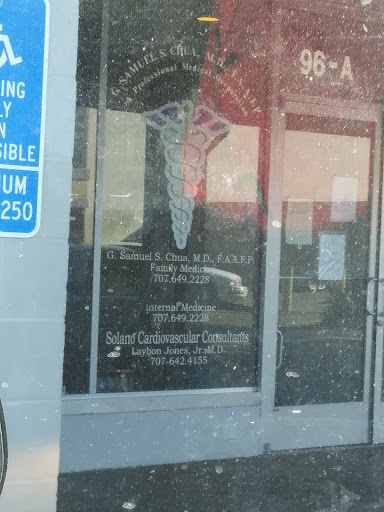 ING
LY
N
SIBLE
UM
250
G. SAMUEL S. CHUA, M.D.
A Professional Medical Corporation
96-A
G. Samuel S. Chua, M.D., F.A.A.F.P.
Family Medicine
707.649.2228
Internal Medicine
707.649.2228
Solano Cardiovascular Consultants
Laybon Jones, Jr. M.D.
707-642.4155